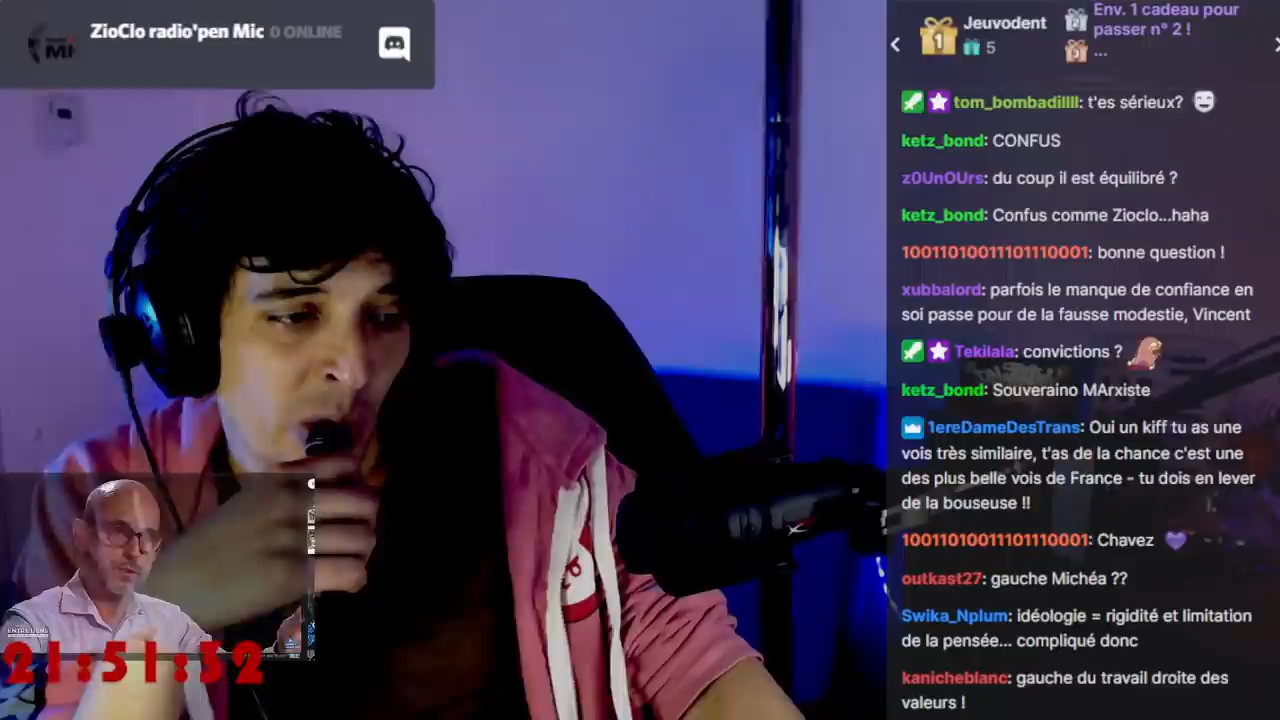 ZioClo radio'pen Mic 0 ONLINE
MI
Jeuvodent
5
1
2
3
Env. 1 cadeau pour
passer n° 2 !
...
tom_bombadillll: t'es sérieux?
ketz_bond: CONFUS
z0UnOUrs: du coup il est équilibré ?
ketz_bond: Confus comme Zioclo...haha
10011010011101110001: bonne question !
xubbalord: parfois le manque de confiance en
soi passe pour de la fausse modestie, Vincent
Tekilala: convictions ?
ketz_bond: Souveraino MArxiste
1ereDameDesTrans: Oui un kiff tu as une
vois très similaire, t'as de la chance c'est une
des plus belle vois de France - tu dois en lever
de la bouseuse !!
10011010011101110001: Chavez
outkast27: gauche Michéa ??
Swika_Nplum: idéologie = rigidité et limitation
de la pensée... compliqué donc
kanicheblanc: gauche du travail droite des
valeurs !
ENTRETIENS
21:51:32